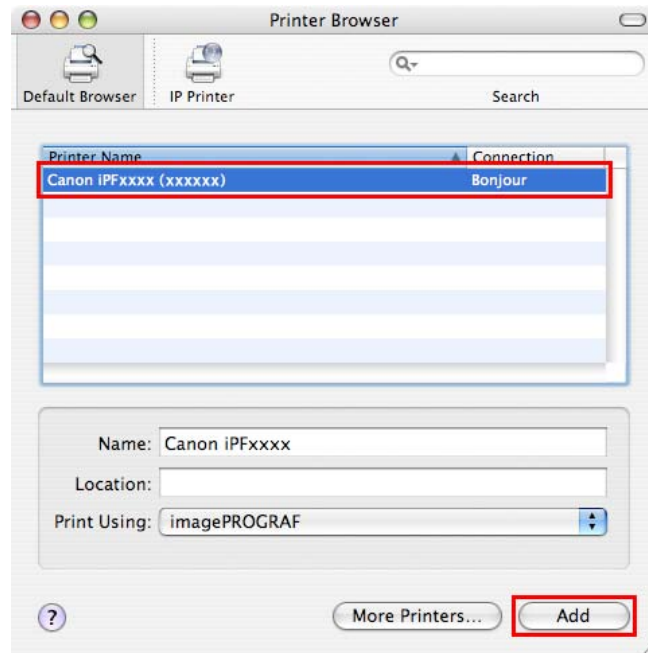 Printer Browser
Default Browser IP Printer Search
Printer Name Connection
Canon iPFxxxx (xxxxxx) Bonjour
Name: Canon iPFxxxx
Location:
Print Using: imagePROGRAF
? More Printers... Add